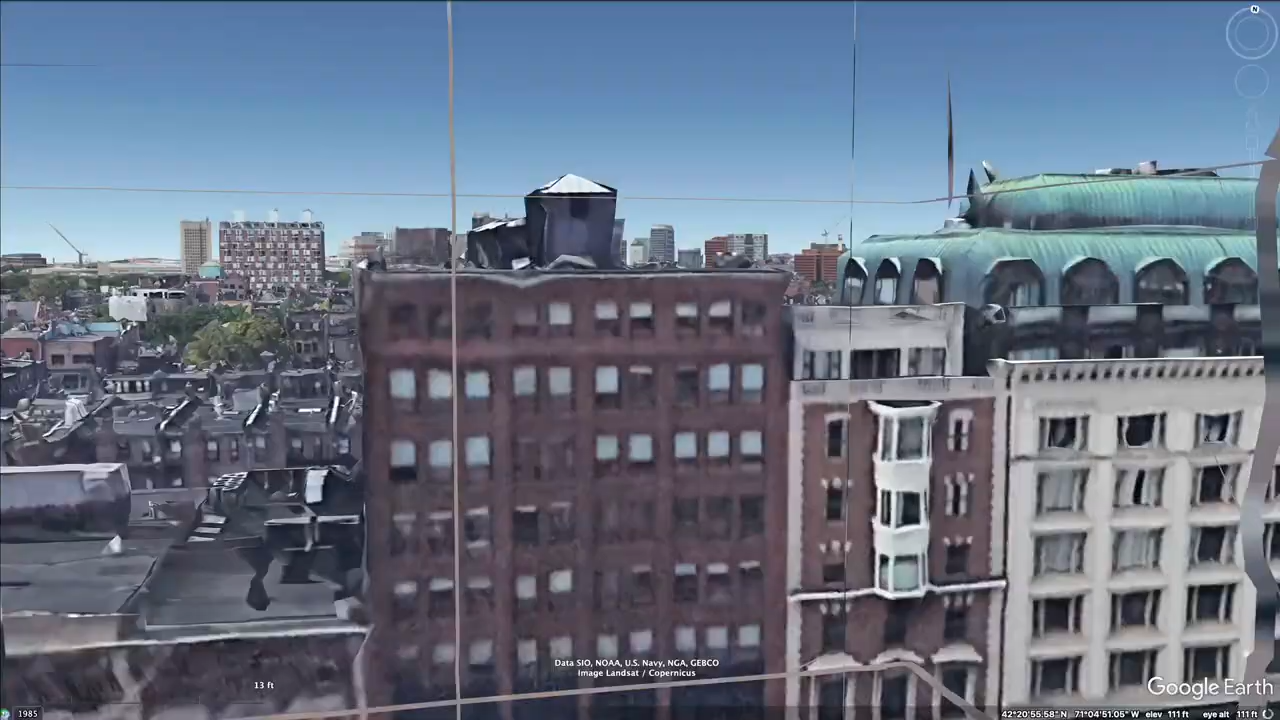 N
Data SIO, NOAA, U.S. Navy, NGA, GEBCO
Image Landsat / Copernicus
13 ft
Google Earth
1985
42°20'55.58" N 71°04'51.05" W elev 111 ft eye alt 111 ft